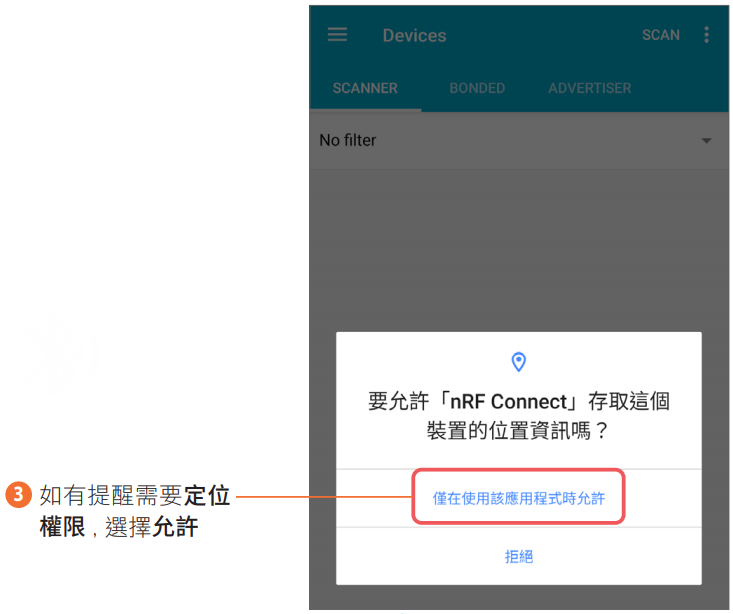 Devices
SCAN
SCANNER
BONDED
ADVERTISER
No filter
要允許「nRF Connect」存取這個
裝置的位置資訊嗎？
3 如有提醒需要定位
權限 , 選擇允許
僅在使用該應用程式時允許
拒絕